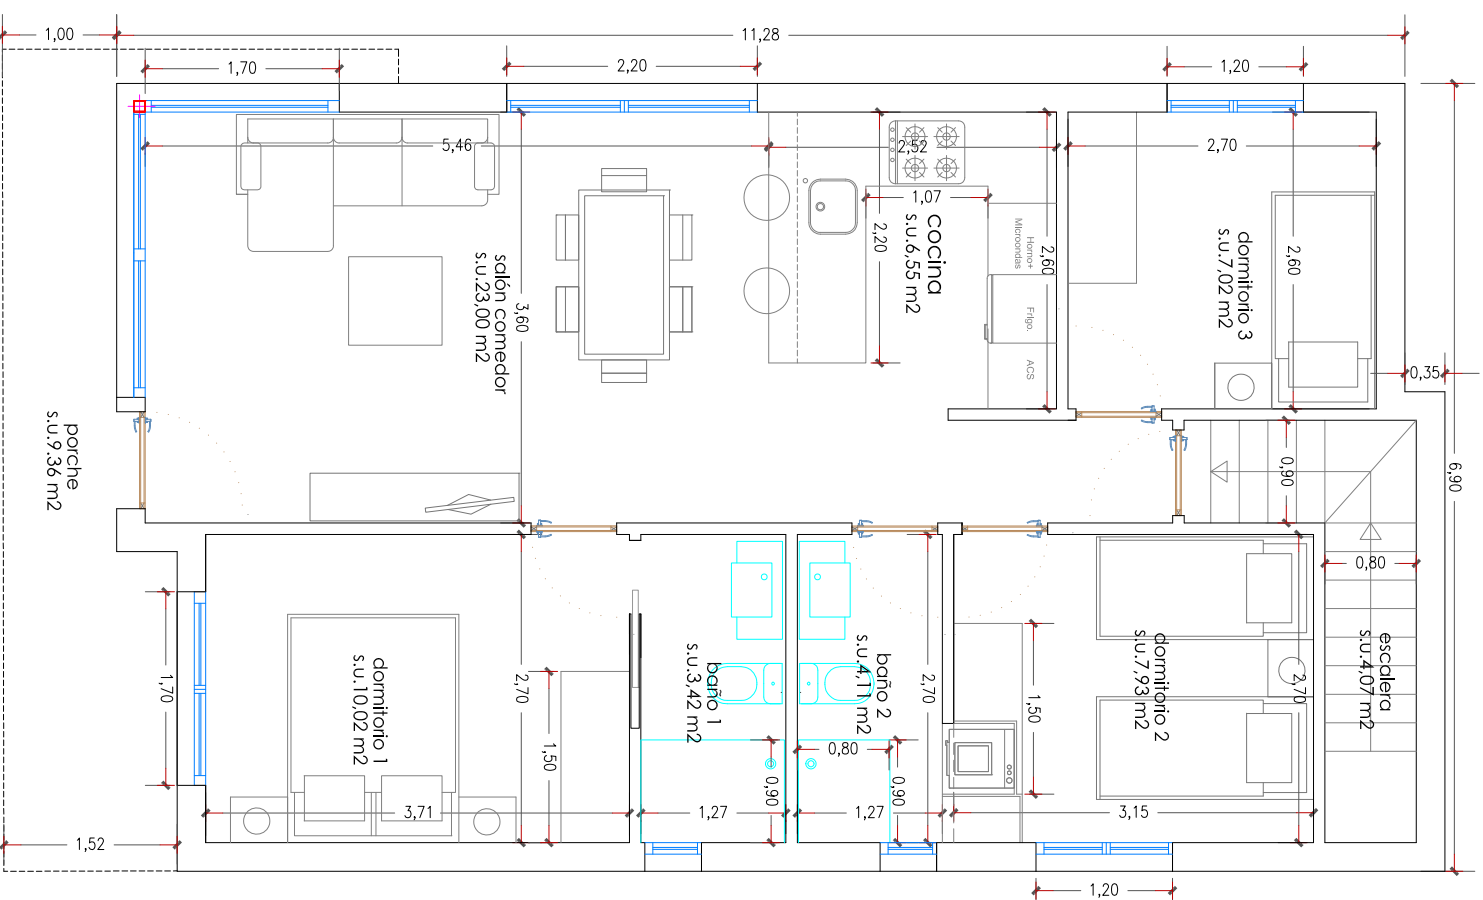 1,00
11,28
1,70
2,20
1,20
5,46
2,52
2,70
1,07
cocina
s.u.6,55 m2
2,20
Horno+
Microondas
2,60
Frigo.
ACS
dormitorio 3
s.u.7,02 m2
2,60
salón comedor
s.u.23,00 m2
3,60
0,35
porche
s.u.9.36 m2
0,90
6,90
0,80
dormitorio 1
s.u.10,02 m2
1,70
2,70
1,50
baño 1
s.u.3,42 m2
baño 2
s.u.4,11 m2
2,70
1,50
dormitorio 2
s.u.7,93 m2
2,70
escalera
s.u.4,07 m2
0,80
0,90
0,90
3,71
1,27
1,27
3,15
1,52
1,20